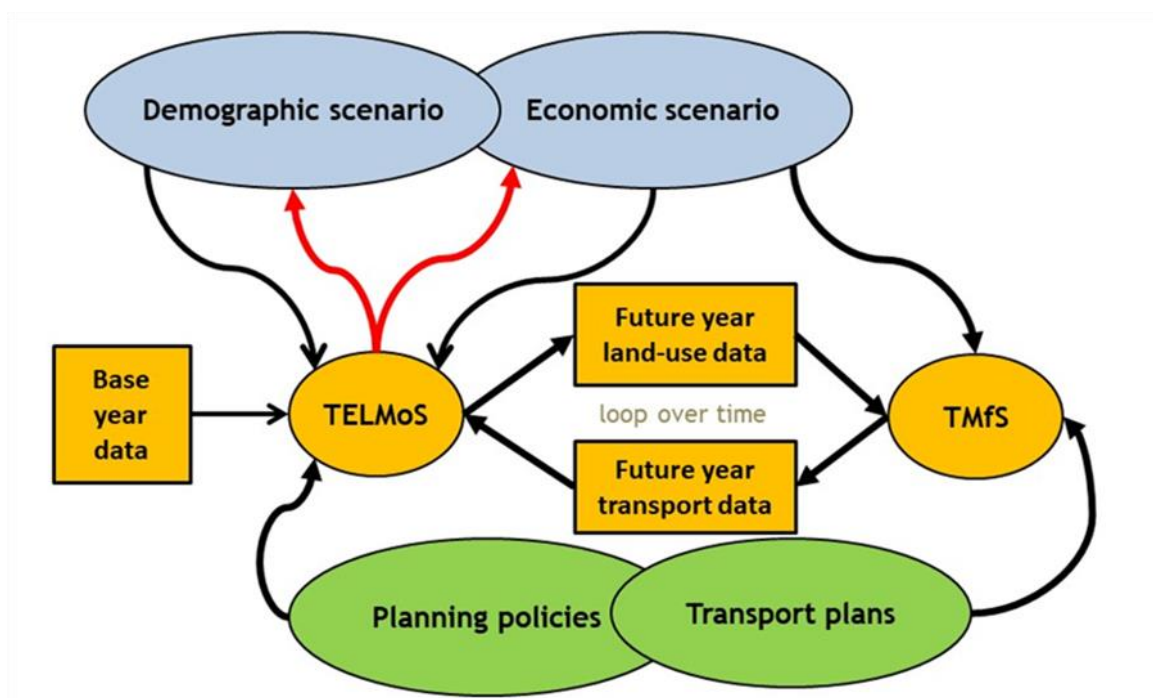 Demographic scenario
Economic scenario
Base
year
data
TELMoS
Future year
land-use data
loop over time
Future year
transport data
TMfS
Planning policies
Transport plans